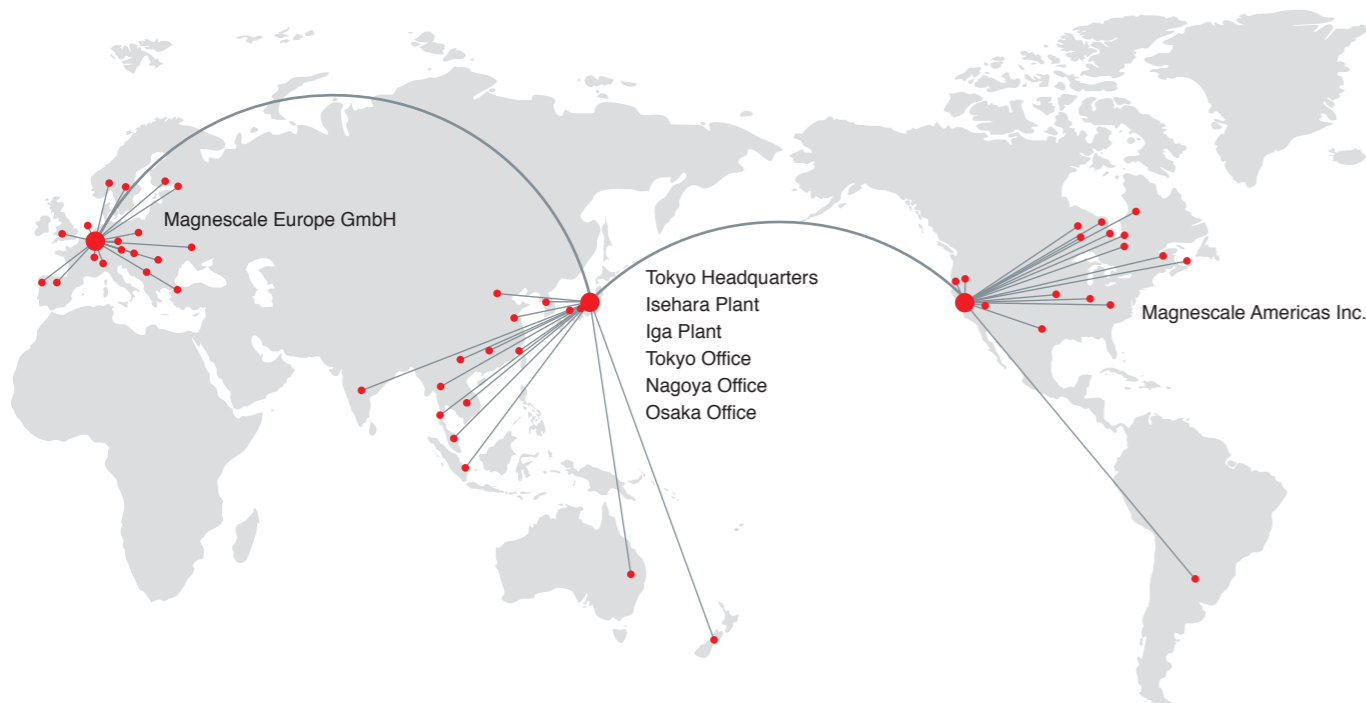 Magnescale Europe GmbH
Tokyo Headquarters
Isehara Plant
Iga Plant
Tokyo Office
Nagoya Office
Osaka Office
Magnescale Americas Inc.